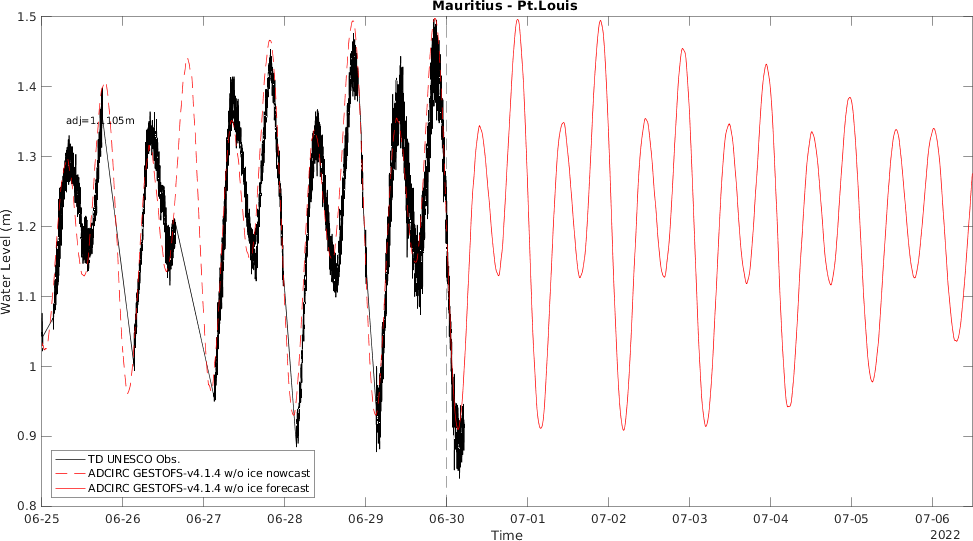 Mauritius - Pt.Louis
1.5
1.4
1.3
1.2
1.1
1
0.9
0.8
Water Level (m)
TD UNESCO Obs.
ADCIRC GESTOFS-v4.1.4 w/o ice nowcast
ADCIRC GESTOFS-v4.1.4 w/o ice forecast
06-25 06-26 06-27 06-28 06-29 06-30 07-01 07-02 07-03 07-04 07-05 07-06
Time
2022